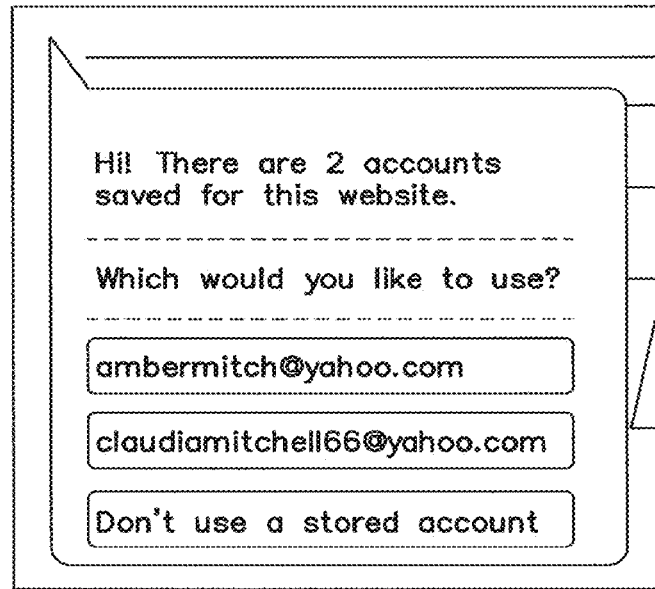 Hi! There are 2 accounts
saved for this website.
Which would you like to use?
ambermitch@yahoo.com
claudiamitchell66@yahoo.com
Don't use a stored account